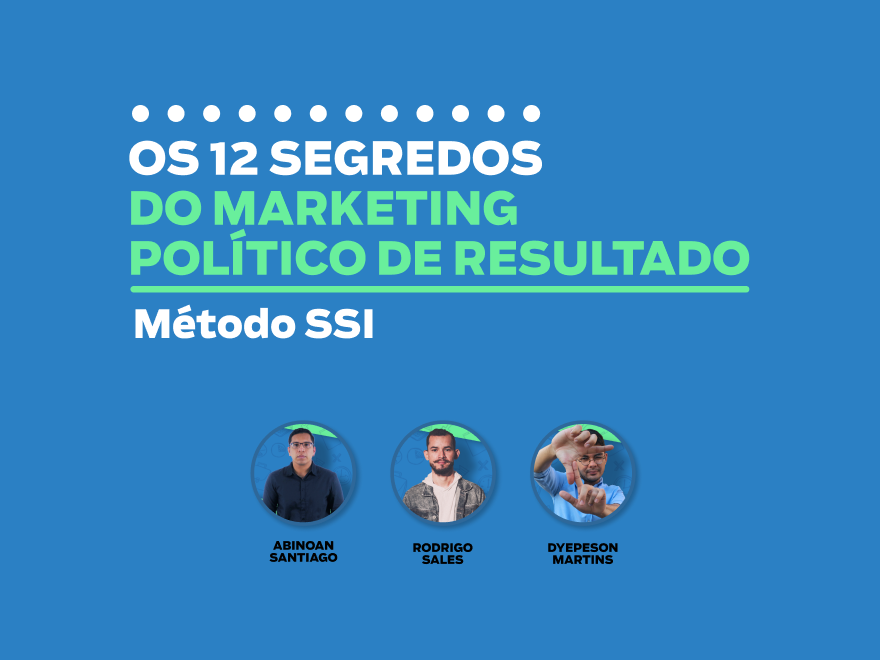 OS 12 SEGREDOS
DO MARKETING
POLÍTICO DE RESULTADO
Método SSI
ABINOAN
SANTIAGO
RODRIGO
SALES
DYEPESON
MARTINS